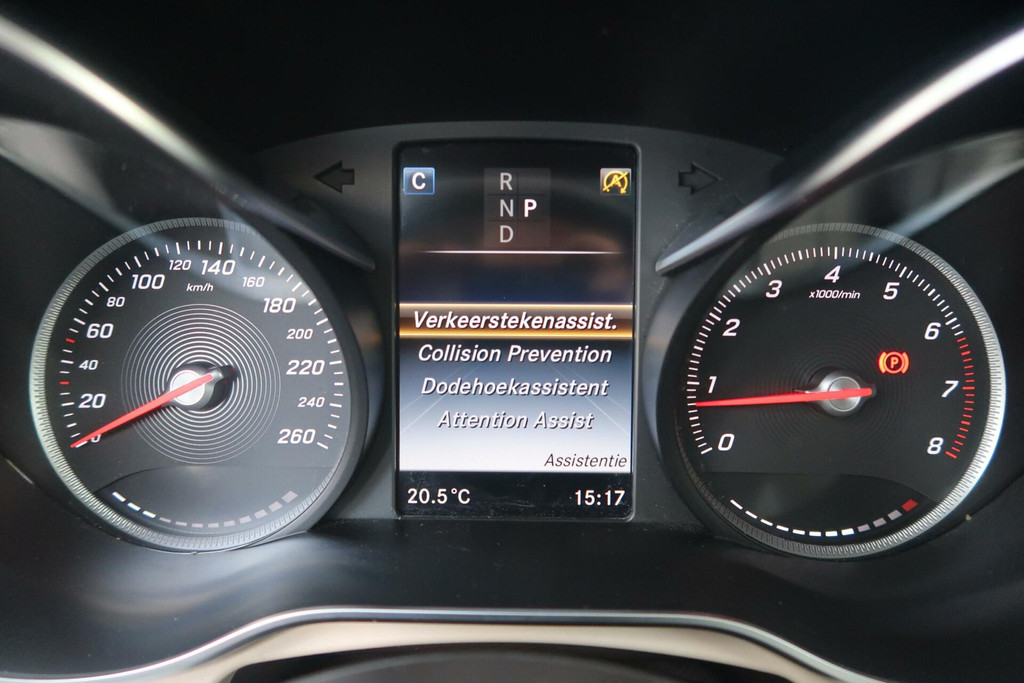 C
R
N P
D
0
20
40
60
80
100
120
140
160
180
200
220
240
260
km/h
Verkeerstekenassist.
Collision Prevention
Dodehoekassistent
Attention Assist
Assistentie
20.5°C 15:17
0
1
2
3
4
5
6
7
8
x1000/min
P
A